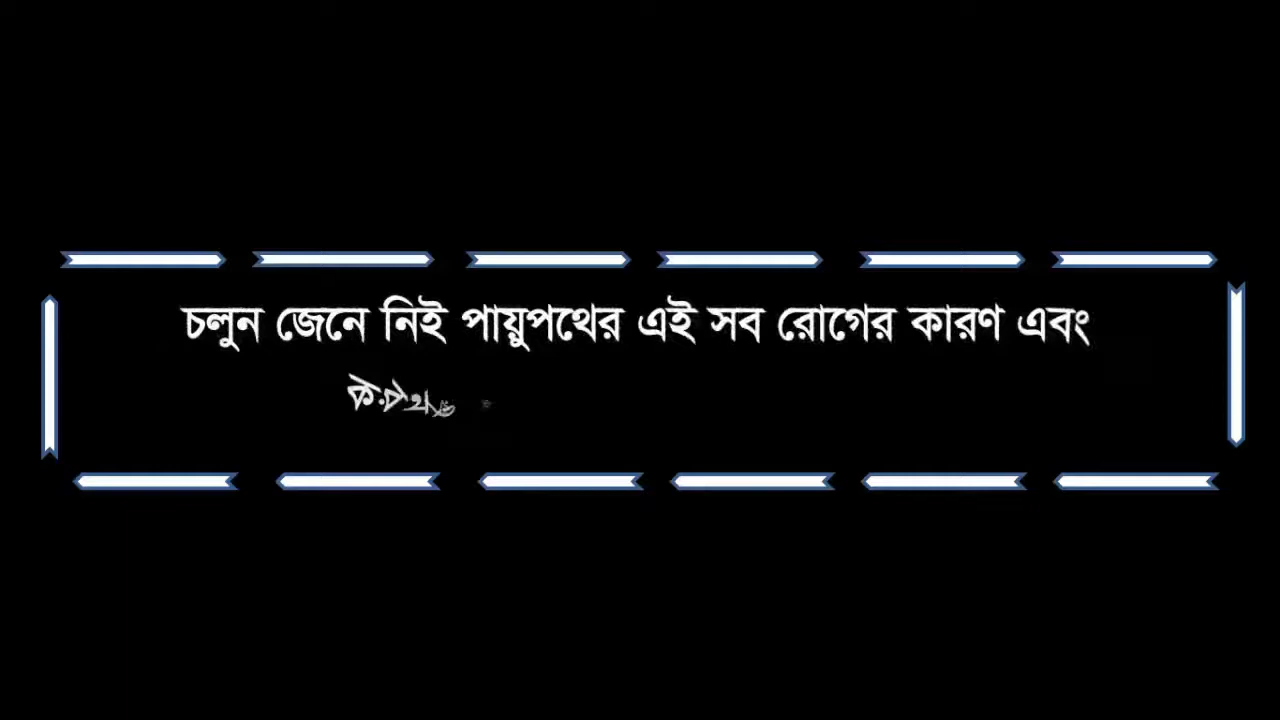 চলুন জেনে নিই পায়ুপথের এই সব রোগের কারণ এবং